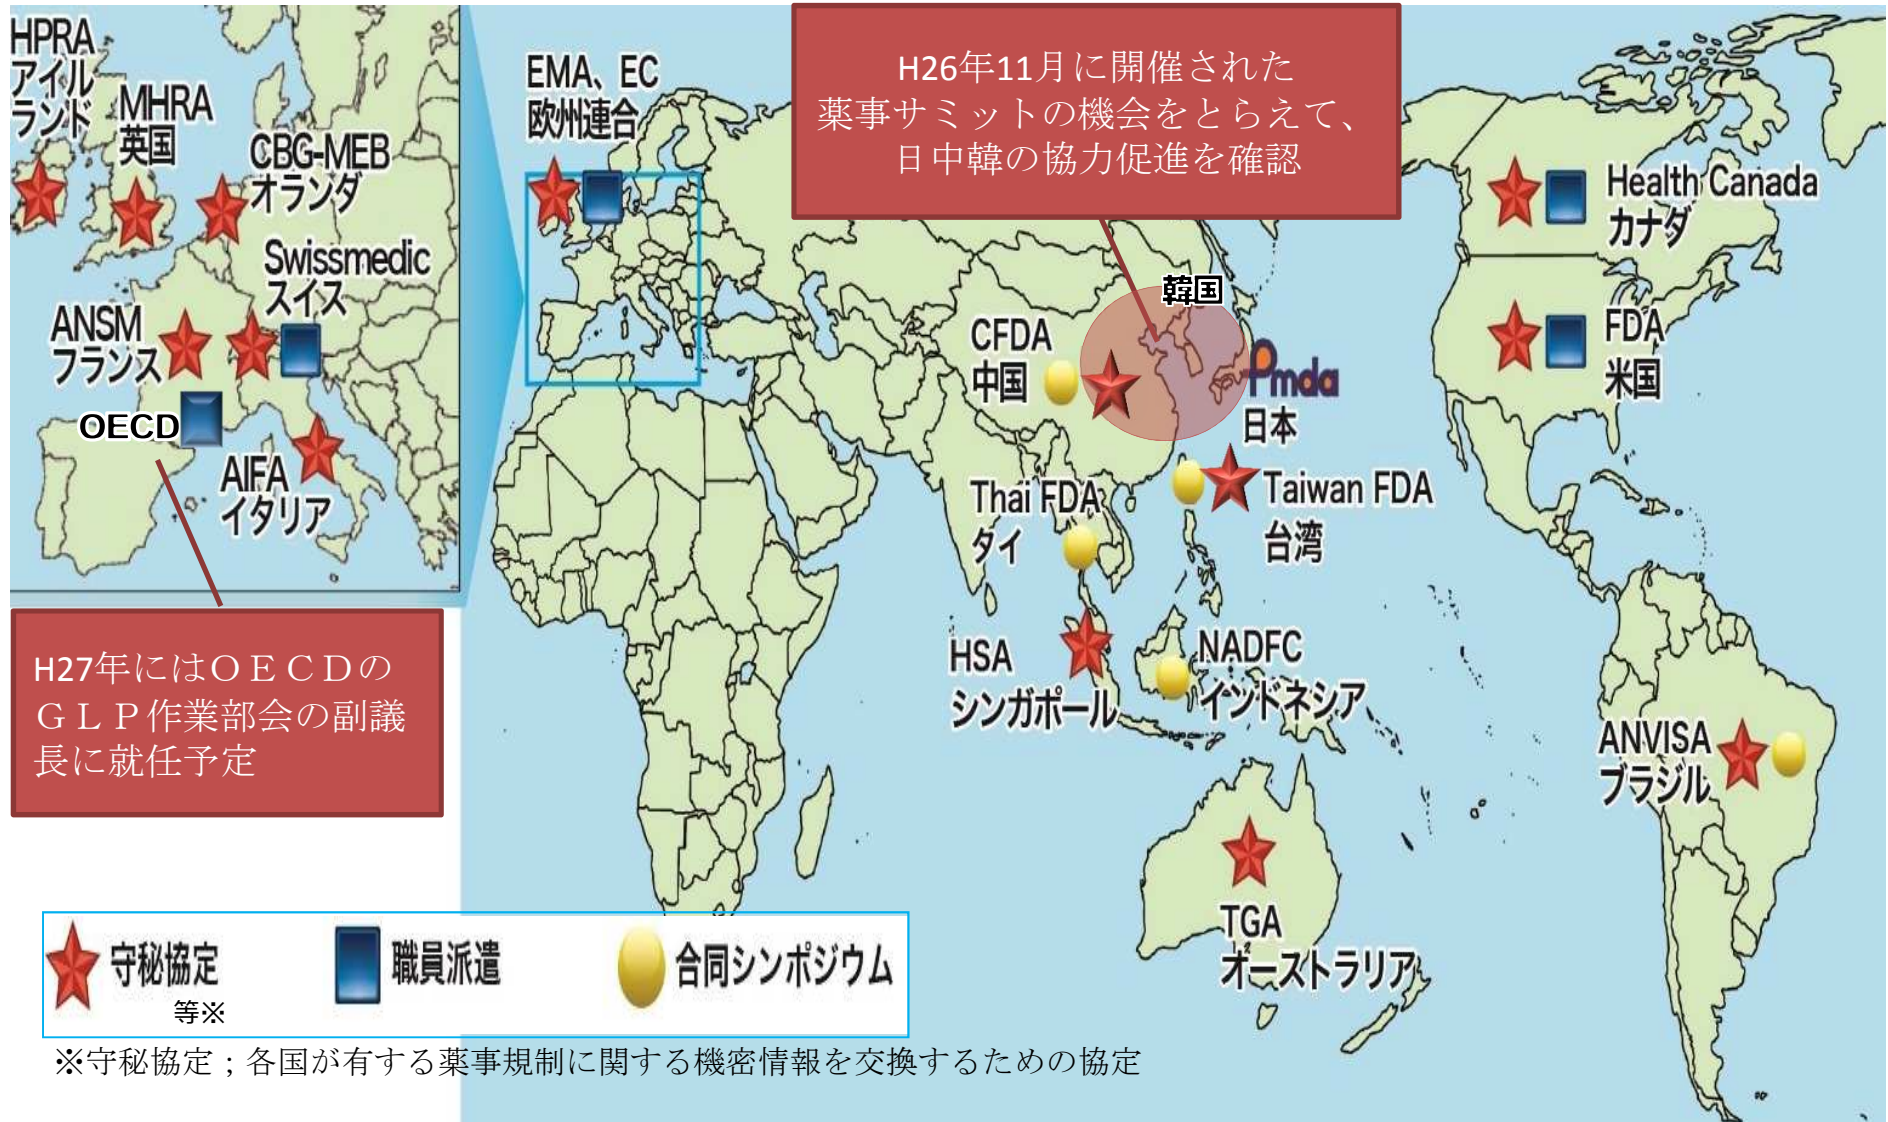 HPRA
アイル
ランド
MHRA
英国
CBG-MEB
オランダ
Swissmedic
スイス
ANSM
フランス
OECD
AIFA
イタリア
H27年にはＯＥＣＤの
ＧＬＰ作業部会の副議
長に就任予定
EMA、EC
欧州連合
H26年11月に開催された
薬事サミットの機会をとらえて、
日中韓の協力促進を確認
韓国
CFDA
中国
Pmda
日本
Thai FDA
タイ
Taiwan FDA
台湾
HSA
シンガポール
NADFC
インドネシア
TGA
オーストラリア
Health Canada
カナダ
FDA
米国
ANVISA
ブラジル
守秘協定
等※
職員派遣
合同シンポジウム
※守秘協定；各国が有する薬事規制に関する機密情報を交換するための協定